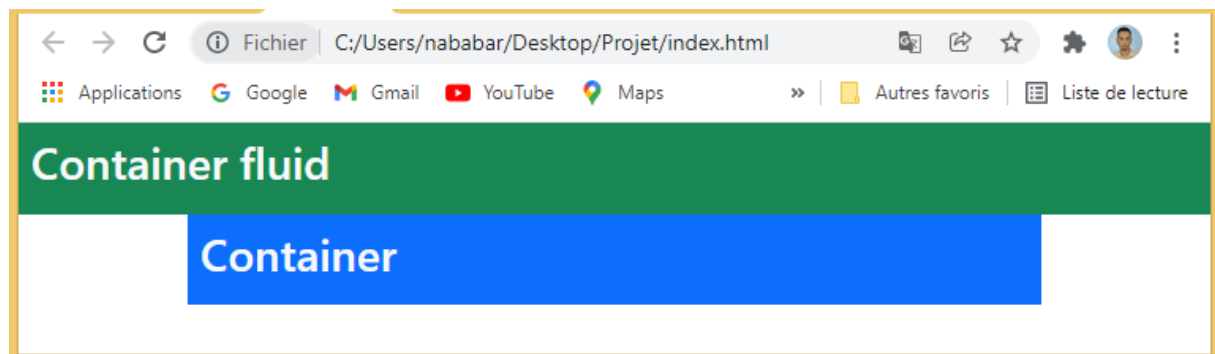 Fichier C:/Users/nababar/Desktop/Projet/index.html
Applications Google Gmail YouTube Maps » Autres favoris Liste de lecture
Container fluid
Container